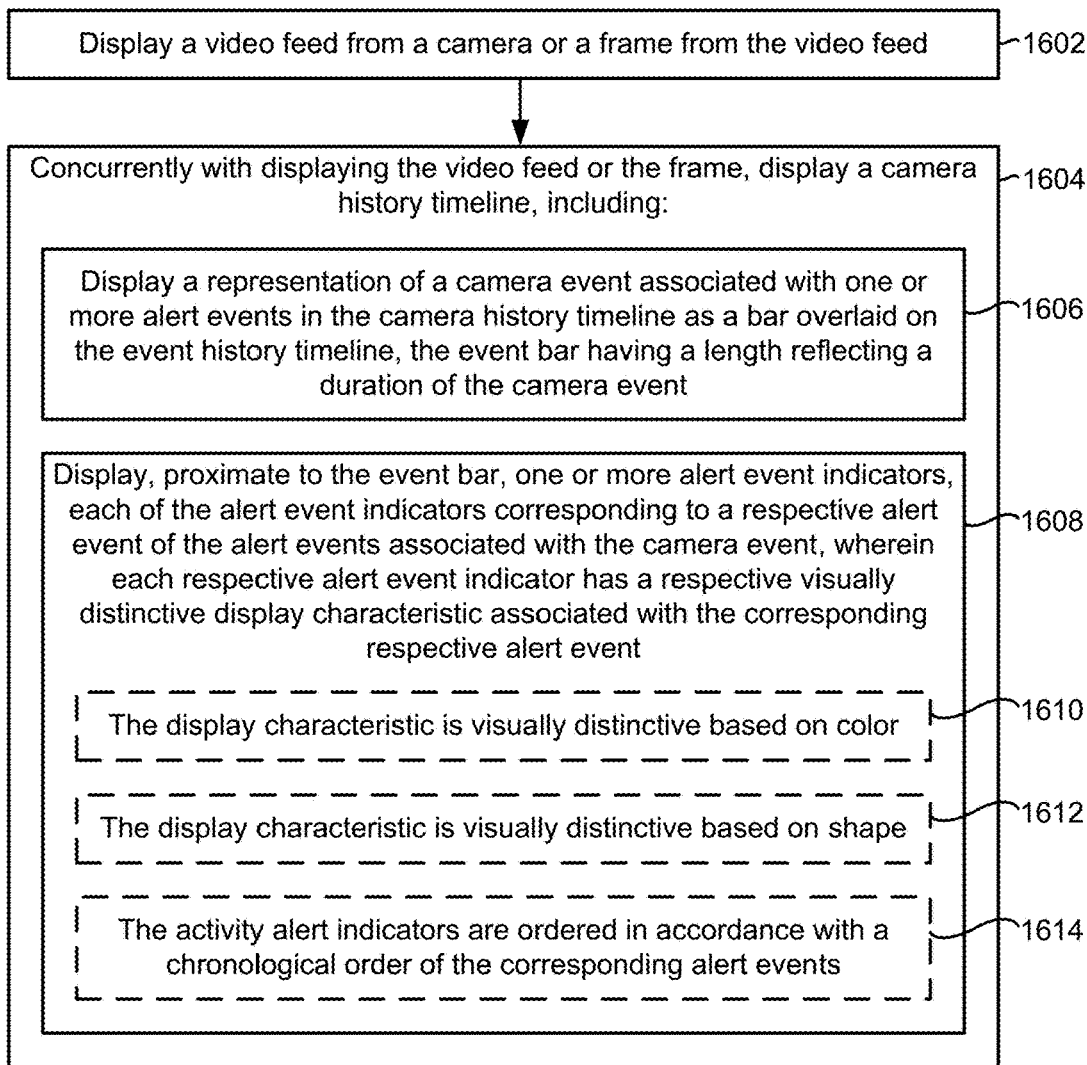 Display a video feed from a camera or a frame from the video feed
1602
Concurrently with displaying the video feed or the frame, display a camera
history timeline, including:
1604
Display a representation of a camera event associated with one or
more alert events in the camera history timeline as a bar overlaid on
the event history timeline, the event bar having a length reflecting a
duration of the camera event
1606
Display, proximate to the event bar, one or more alert event indicators,
each of the alert event indicators corresponding to a respective alert
event of the alert events associated with the camera event, wherein
each respective alert event indicator has a respective visually
distinctive display characteristic associated with the corresponding
respective alert event
1608
The display characteristic is visually distinctive based on color
1610
The display characteristic is visually distinctive based on shape
1612
The activity alert indicators are ordered in accordance with a
chronological order of the corresponding alert events
1614